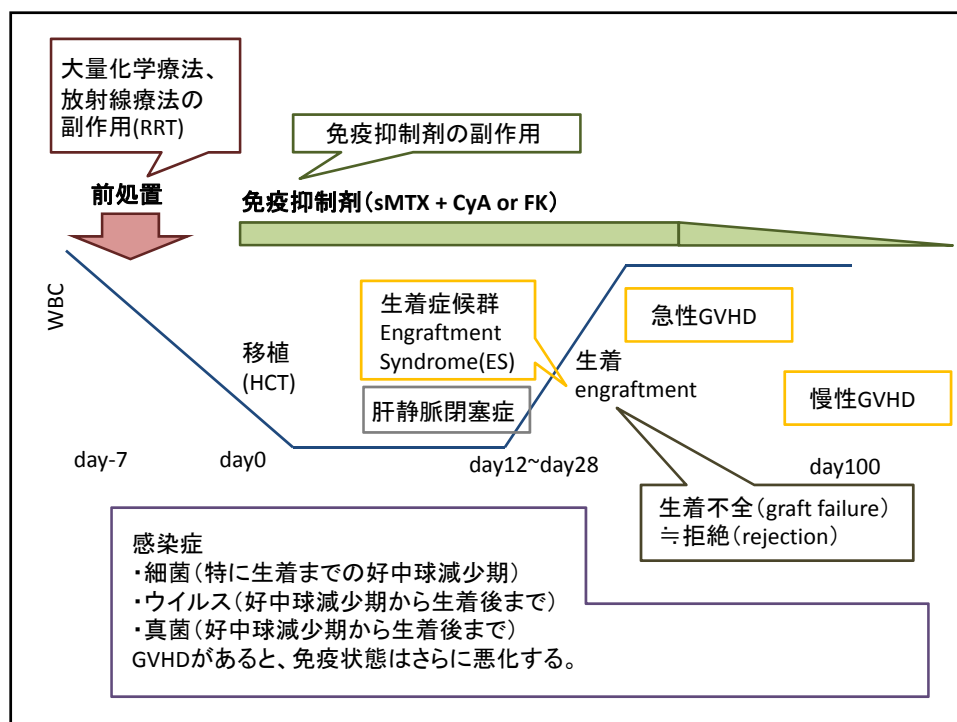 大量化学療法、
放射線療法の
副作用(RRT)
免疫抑制剤の副作用
前処置
免疫抑制剤(sMTX + CyA or FK)
WBC
生着症候群
Engraftment
Syndrome(ES)
急性GVHD
移植
(HCT)
生着
engraftment
肝静脈閉塞症
慢性GVHD
day-7
day0
day12~day28
day100
生着不全(graft failure)
≒拒絶(rejection)
感染症
・細菌(特に生着までの好中球減少期)
・ウイルス(好中球減少期から生着後まで)
・真菌(好中球減少期から生着後まで)
GVHDがあると、免疫状態はさらに悪化する。